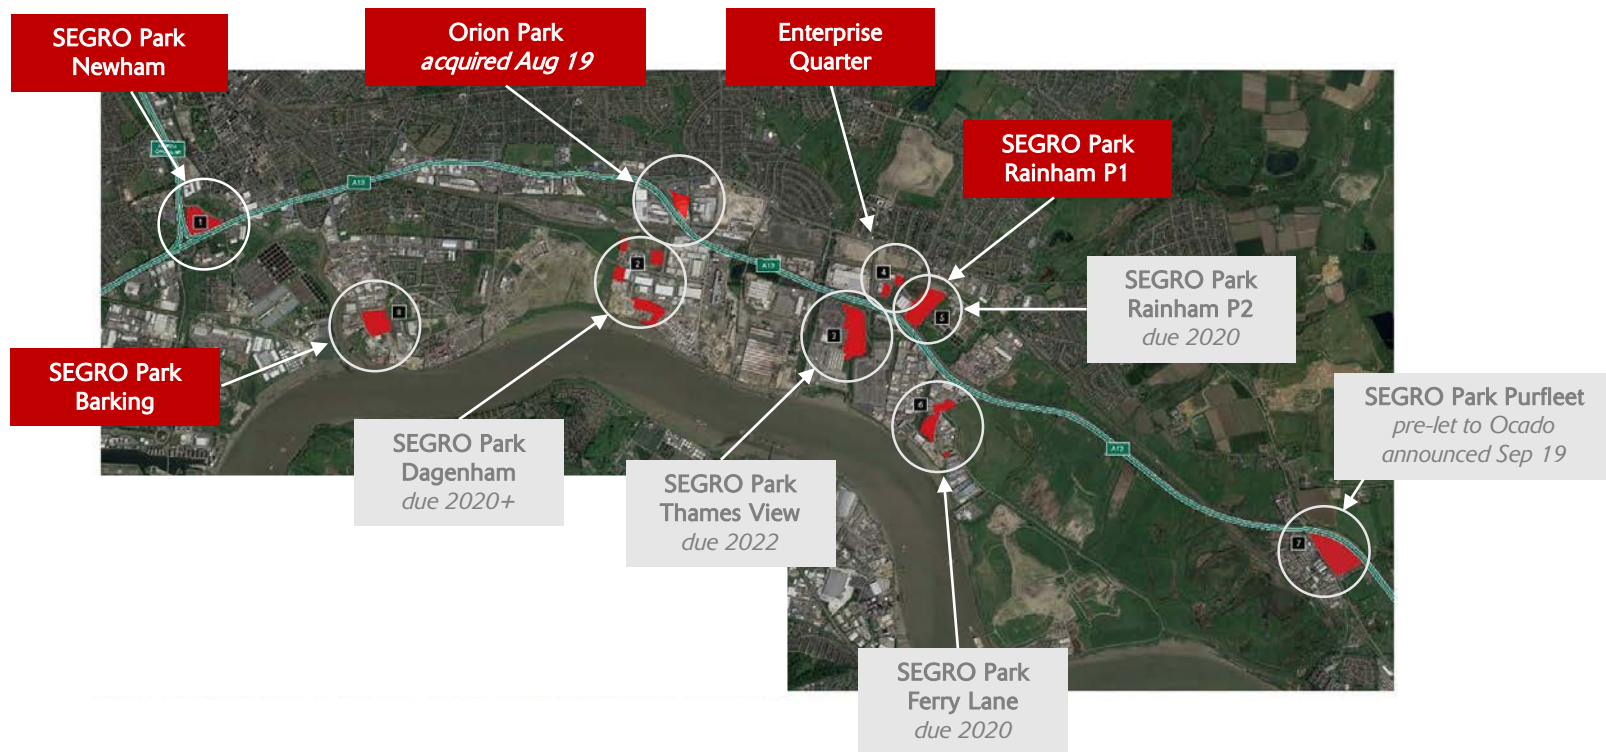 SEGRO Park
Newham
Orion Park
acquired Aug 19
Enterprise
Quarter
SEGRO Park
Rainham P1
A13
A13
1
2
3
4
5
6
7
8
SEGRO Park
Rainham P2
due 2020
SEGRO Park
Barking
SEGRO Park
Dagenham
due 2020+
SEGRO Park
Thames View
due 2022
SEGRO Park Purfleet
pre-let to Ocado
announced Sep 19
A13
SEGRO Park
Ferry Lane
due 2020